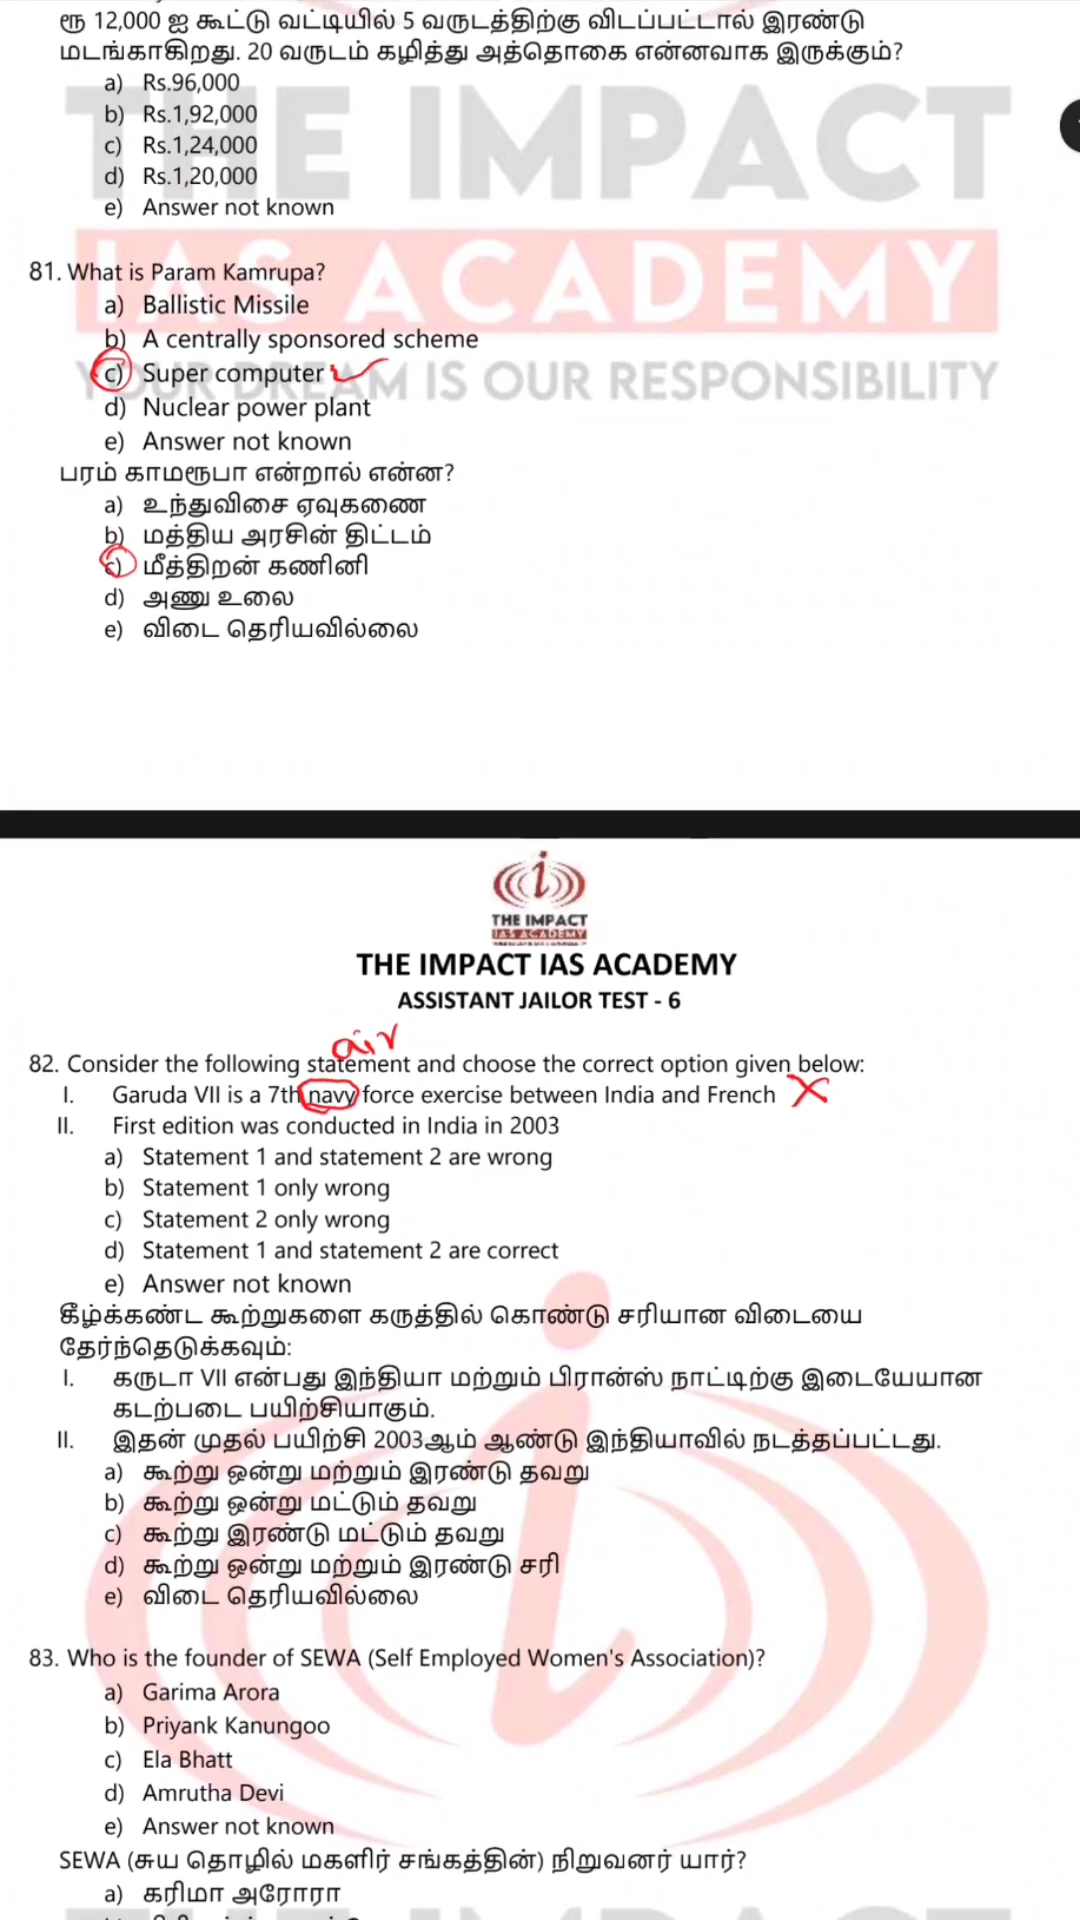 ரூ 12,000 ஐ கூட்டு வட்டியில் 5 வருடத்திற்கு விடப்பட்டால் இரண்டு
மடங்காகிறது. 20 வருடம் கழித்து அத்தொகை என்னவாக இருக்கும்?
a) Rs.96,000
b) Rs.1,92,000
c) Rs.1,24,000
d) Rs.1,20,000
e) Answer not known
THE IMPACT
IAS ACADEMY
YOUR DREAM IS OUR RESPONSIBILITY
81. What is Param Kamrupa?
a) Ballistic Missile
b) A centrally sponsored scheme
c) Super computer
d) Nuclear power plant
e) Answer not known
பரம் காமரூபா என்றால் என்ன?
a) உந்துவிசை ஏவுகணை
b) மத்திய அரசின் திட்டம்
c) மீத்திறன் கணினி
d) அணு உலை
e) விடை தெரியவில்லை
THE IMPACT
IAS ACADEMY
THE IMPACT IAS ACADEMY
ASSISTANT JAILOR TEST - 6
air
82. Consider the following statement and choose the correct option given below:
I. Garuda VII is a 7th navy force exercise between India and French
II. First edition was conducted in India in 2003
a) Statement 1 and statement 2 are wrong
b) Statement 1 only wrong
c) Statement 2 only wrong
d) Statement 1 and statement 2 are correct
e) Answer not known
கீழ்க்கண்ட கூற்றுகளை கருத்தில் கொண்டு சரியான விடையை
தேர்ந்தெடுக்கவும்:
I. கருடா VII என்பது இந்தியா மற்றும் பிரான்ஸ் நாட்டிற்கு இடையேயான
கடற்படை பயிற்சியாகும்.
II. இதன் முதல் பயிற்சி 2003ஆம் ஆண்டு இந்தியாவில் நடத்தப்பட்டது.
a) கூற்று ஒன்று மற்றும் இரண்டு தவறு
b) கூற்று ஒன்று மட்டும் தவறு
c) கூற்று இரண்டு மட்டும் தவறு
d) கூற்று ஒன்று மற்றும் இரண்டு சரி
e) விடை தெரியவில்லை
83. Who is the founder of SEWA (Self Employed Women's Association)?
a) Garima Arora
b) Priyank Kanungoo
c) Ela Bhatt
d) Amrutha Devi
e) Answer not known
SEWA (சுய தொழில் மகளிர் சங்கத்தின்) நிறுவனர் யார்?
a) கரிமா அரோரா